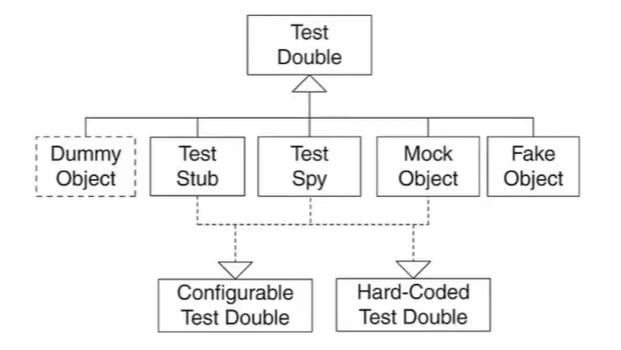 Test
Double
Dummy
Object
Test
Stub
Test
Spy
Mock
Object
Fake
Object
Configurable
Test Double
Hard-Coded
Test Double